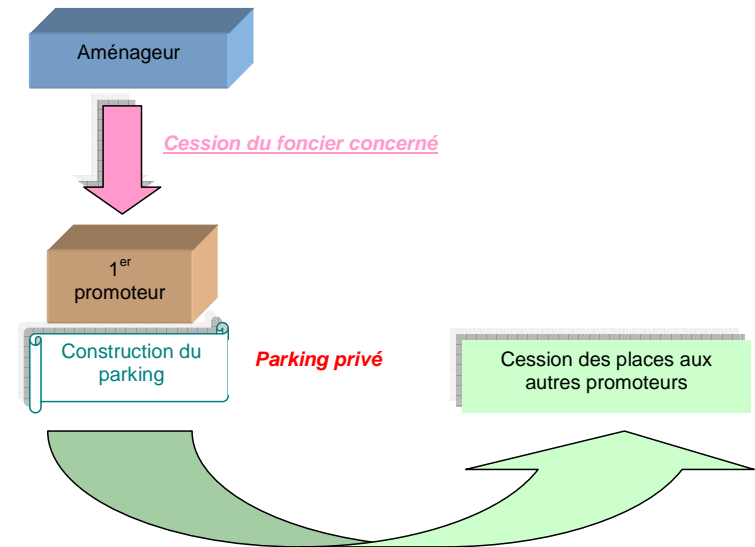 Aménageur
Cession du foncier concerné
1er
promoteur
Construction du
parking
Parking privé
Cession des places aux
autres promoteurs